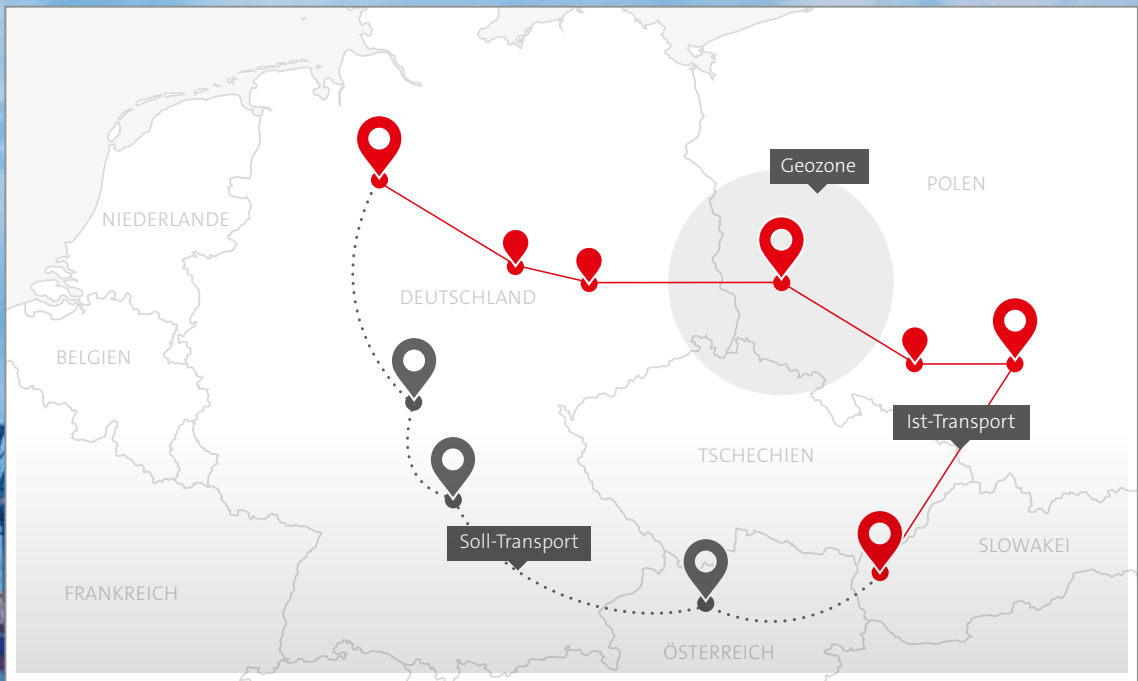 Geozone
POLEN
NIEDERLANDE
DEUTSCHLAND
BELGIEN
Ist-Transport
TSCHECHIEN
Soll-Transport
SLOWAKEI
FRANKREICH
ÖSTERREICH